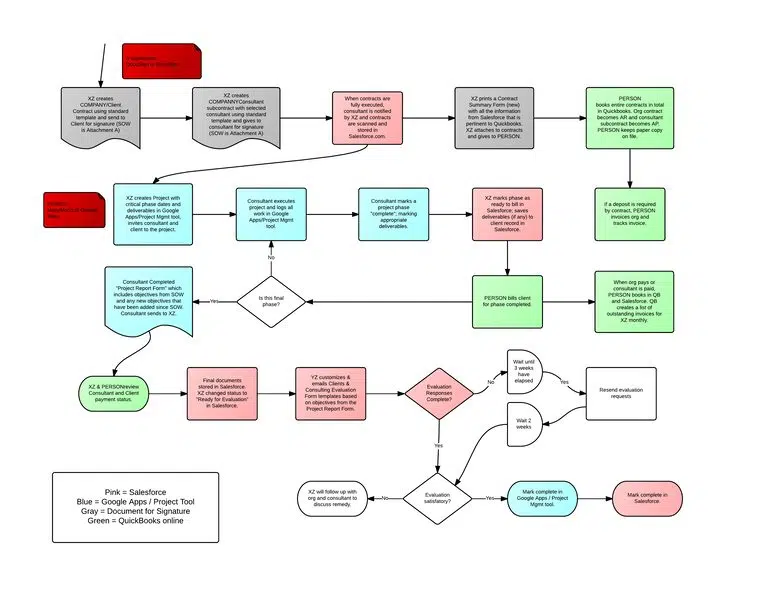 XZ creates
COMPANY/Client
Contract using standard
template and send to
Client for signature (SOW
is Attachment A)
XZ creates
COMPANNYConsultant
subcontract with selected
consultant using standard
template and gives to
consultant for signature
(SOW is Attachment A)
When contracts are
fully executed,
consultant is notified
by XZ and contracts
are scanned and
stored in
Salesforce.com.
XZ prints a Contract
Summary Form (new)
with all the information
from Salesforce that is
pertinent to Quickbooks.
XZ attaches to contracts
and gives to PERSON.
PERSON
books entire contracts in total
in Quickbooks. Org contract
becomes AR and consultant
subcontract becomes AP.
PERSON keeps paper copy
on file.
XZ creates Project with
critical phase dates and
deliverables in Google
Apps/Project Mgmt tool,
invites consultant and
client to the project.
Consultant executes
project and logs all
work in Google
Apps/Project Mgmt
tool.
Consultant marks a
project phase
"complete"; marking
appropriate
deliverables.
XZ marks phase as
ready to bill in
Salesforce; saves
deliverables (if any) to
client record in
Salesforce.
If a deposit is required
by contract, PERSON
invoices org and
tracks invoice.
No
Consultant Completed
"Project Report Form" which
includes objectives from SOW
and any new objectives that
have been added since SOW.
Consultant sends to XZ.
Yes
Is this final
phase?
PERSON bills client
for phase completed.
When org pays or
consultant is paid,
PERSON books in QB
and Salesforce. QB
creates a list of
outstanding invoices for
XZ monthly.
XZ & PERSONreview
Consultant and Client
payment status.
Final documents
stored in Salesforce.
XZ changed status to
"Ready for Evaluation"
in Salesforce.
YZ customizes &
emails Clients &
Consulting Evaluation
Form templates based
on objectives from the
Project Report Form.
Evaluation
Responses
Complete?
No
Wait until
3 weeks
have
elapsed
Yes
Resend evaluation
requests
Wait 2
weeks
Yes
XZ will follow up with
org and consultant to
discuss remedy.
No
Evaluation
satisfactory?
Yes
Mark complete in
Google Apps / Project
Mgmt tool.
Mark complete in
Salesforce.
Pink = Salesforce
Blue = Google Apps / Project Tool
Gray = Document for Signature
Green = QuickBooks online